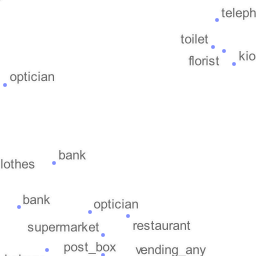 teleph
toilet
florist
kio
optician
bank
lothes
bank
optician
supermarket
restaurant
post_box
vending_any